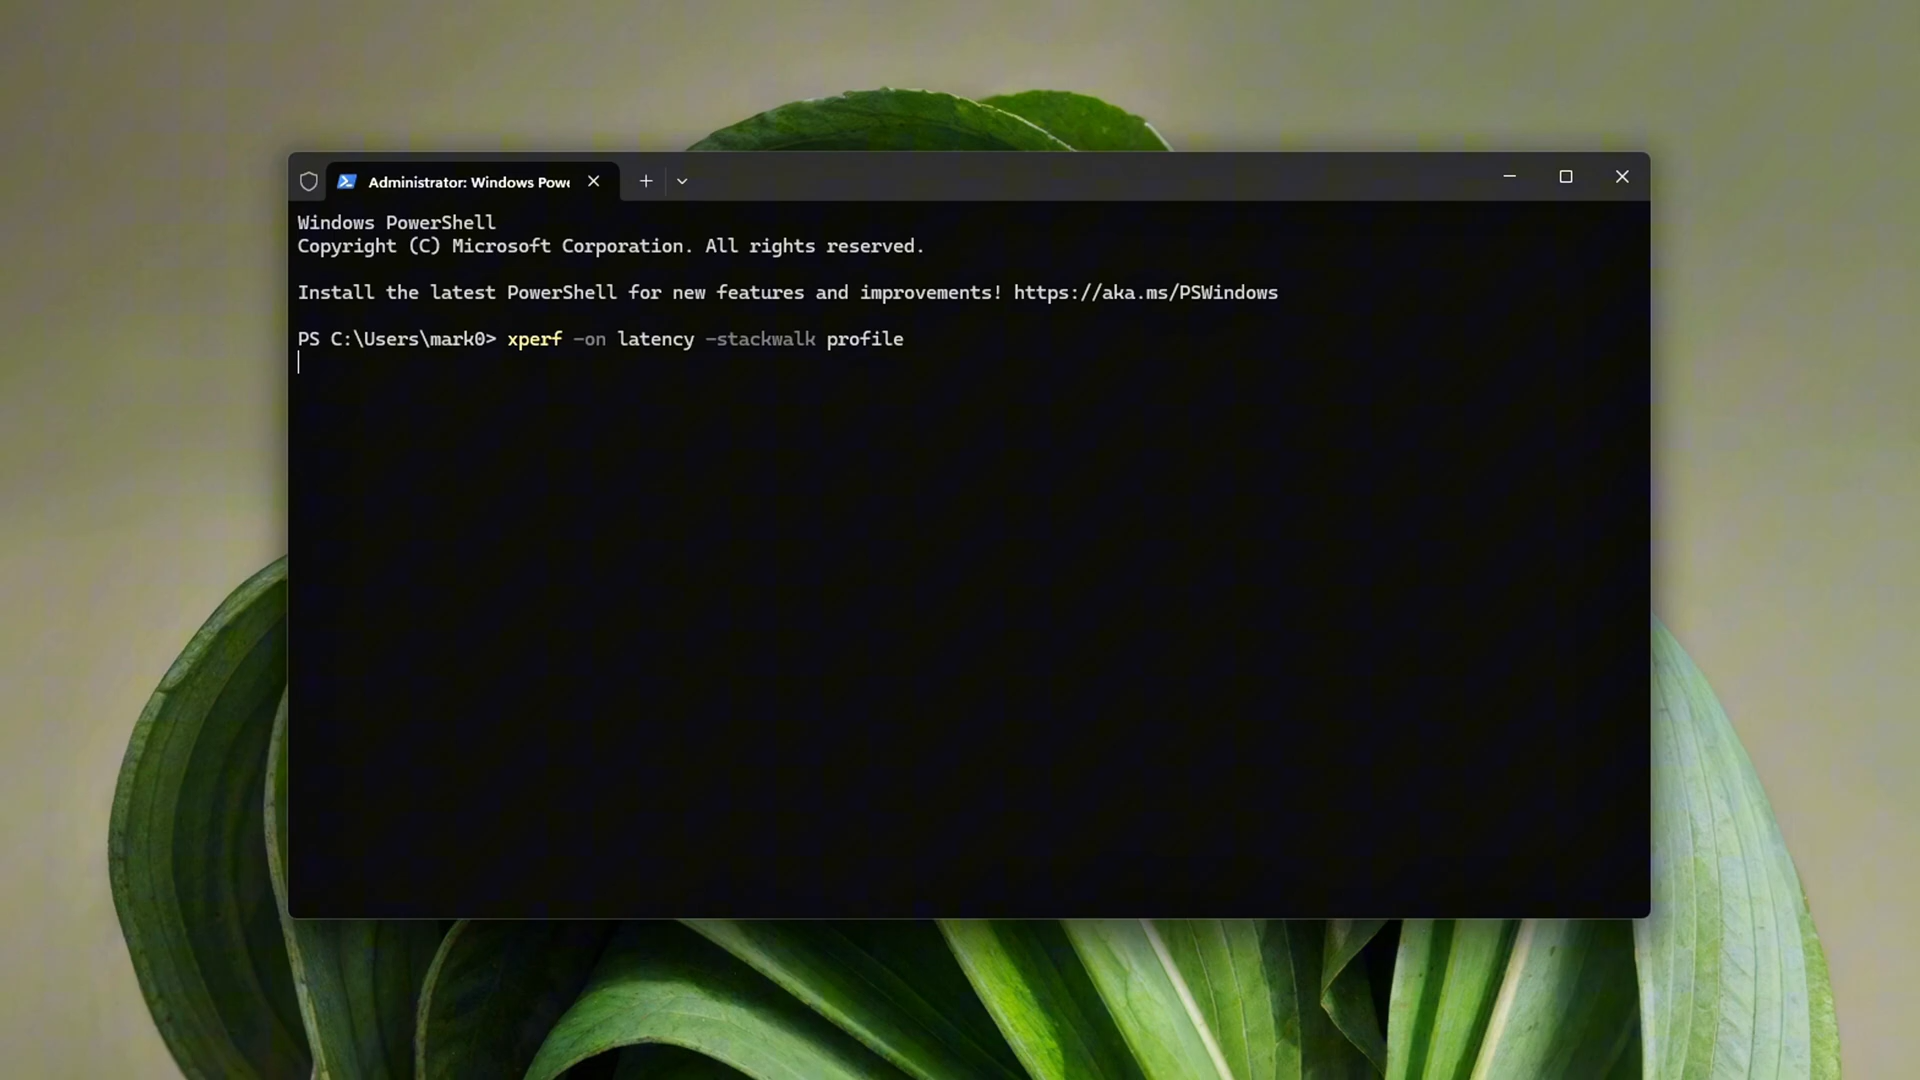 Administrator: Windows Powe
Windows PowerShell
Copyright (C) Microsoft Corporation. All rights reserved.
Install the latest PowerShell for new features and improvements! https://aka.ms/PSWindows
PS C:\Users\mark0> xperf -on latency -stackwalk profile